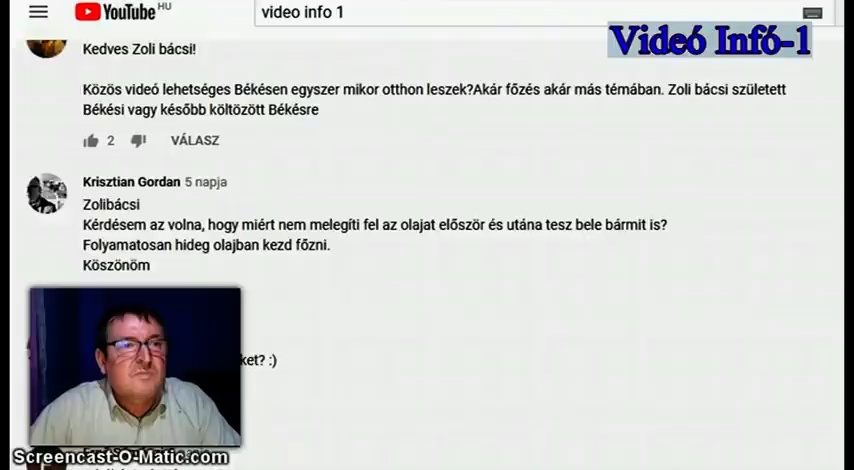 YouTube HU
video info 1
Videó Infó-1
Kedves Zoli bácsi!
Közös videó lehetséges Békésen egyszer mikor otthon leszek?Akár főzés akár más témában. Zoli bácsi született
Békési vagy később költözött Békésre
2 VÁLASZ
Krisztian Gordan 5 napja
Zolibácsi
Kérdésem az volna, hogy miért nem melegíti fel az olajat először és utána tesz bele bármit is?
Folyamatosan hideg olajban kezd főzni.
Köszönöm
ket? :)
Screencast-O-Matic.com